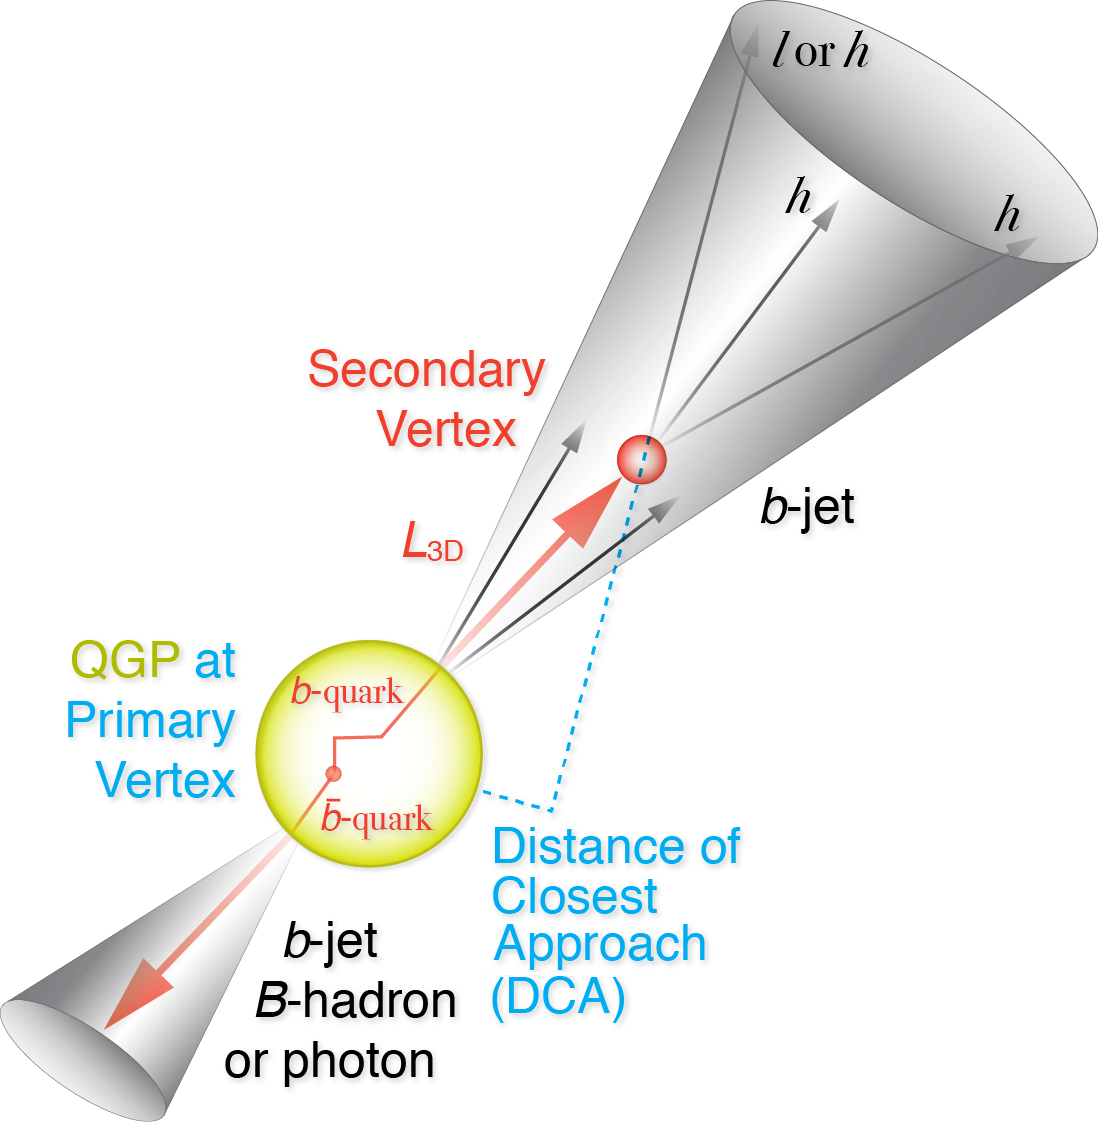 l or h
h
h
Secondary
Vertex
b-jet
L3D
QGP at
Primary
Vertex
b-quark
b̄-quark
Distance of
Closest
Approach
(DCA)
b-jet
B-hadron
or photon